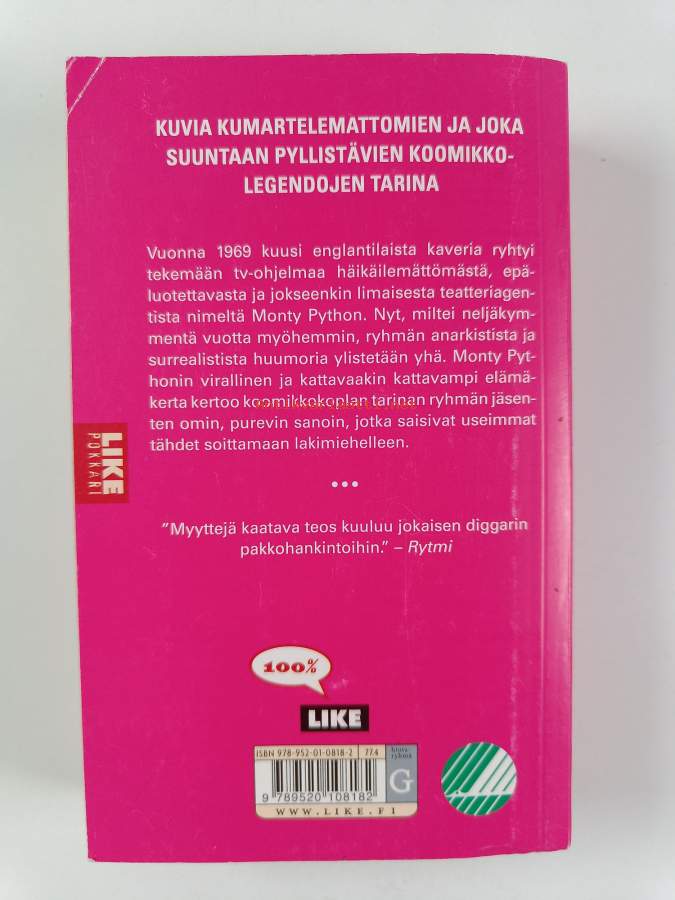 KUVIA KUMARTELEMATTOMIEN JA JOKA
SUUNTAAN PYLLISTÄVIEN KOOMIKKO-
LEGENDOJEN TARINA
Vuonna 1969 kuusi englantilaista kaveria ryhtyi
tekemään tv-ohjelmaa häikäilemättömästä, epä-
luotettavasta ja jokseenkin limaisesta teatteriagen-
tista nimeltä Monty Python. Nyt, miltei neljäkym-
mentä vuotta myöhemmin, ryhmän anarkistista ja
surrealistista huumoria ylistetään yhä. Monty Pyt-
honin virallinen ja kattavaakin kattavampi elämä-
kerta kertoo koomikkokoplan tarinan ryhmän jäsen-
ten omin, purevin sanoin, jotka saisivat useimmat
tähdet soittamaan lakimiehelleen.
•••
"Myyttejä kaatava teos kuuluu jokaisen diggarin
pakkohankintoihin." – Rytmi
LIKE
POKKARI
100%
LIKE
ISBN 978-952-01-0818-2 77.4
hinta-
ryhmä
G
9 789520 108182
WWW.LIKE.FI